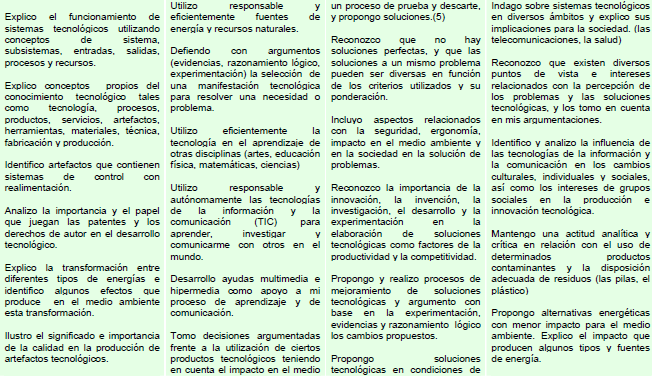 Explico el funcionamiento de
sistemas tecnológicos utilizando
conceptos de sistema,
subsistemas, entradas, salidas,
procesos y recursos.
Explico conceptos propios del
conocimiento tecnológico tales
como tecnología, procesos,
productos, servicios, artefactos,
herramientas, materiales, técnica,
fabricación y producción.
Identifico artefactos que contienen
sistemas de control con
realimentación.
Analizo la importancia y el papel
que juegan las patentes y los
derechos de autor en el desarrollo
tecnológico.
Explico la transformación entre
diferentes tipos de energías e
identifico algunos efectos que
produce en el medio ambiente
esta transformación.
Ilustro el significado e importancia
de la calidad en la producción de
artefactos tecnológicos.
Utilizo responsable y
eficientemente fuentes de
energía y recursos naturales.
Defiendo con argumentos
(evidencias, razonamiento lógico,
experimentación) la selección de
una manifestación tecnológica
para resolver una necesidad o
problema.
Utilizo eficientemente la
tecnología en el aprendizaje de
otras disciplinas (artes, educación
física, matemáticas, ciencias)
Utilizo responsable y
autónomamente las tecnologías
de la información y la
comunicación (TIC) para
aprender, investigar y
comunicarme con otros en el
mundo.
Desarrollo ayudas multimedia e
hipermedia como apoyo a mi
proceso de aprendizaje y de
comunicación.
Tomo decisiones argumentadas
frente a la utilización de ciertos
productos tecnológicos teniendo
en cuenta el impacto en el medio
un proceso de prueba y descarte,
y propongo soluciones.(5)
Reconozco que no hay
soluciones perfectas, y que las
soluciones a un mismo problema
pueden ser diversas en función
de los criterios utilizados y su
ponderación.
Incluyo aspectos relacionados
con la seguridad, ergonomía,
impacto en el medio ambiente y
en la sociedad en la solución de
problemas.
Reconozco la importancia de la
innovación, la invención, la
investigación, el desarrollo y la
experimentación en la
elaboración de soluciones
tecnológicas como factores de la
productividad y la competitividad.
Propongo y realizo procesos de
mejoramiento de soluciones
tecnológicas y argumento con
base en la experimentación,
evidencias y razonamiento lógico
los cambios propuestos.
Propongo soluciones
tecnológicas en condiciones de
Indago sobre sistemas tecnológicos
en diversos ámbitos y explico sus
implicaciones para la sociedad. (las
telecomunicaciones, la salud)
Reconozco que existen diversos
puntos de vista e intereses
relacionados con la percepción de
los problemas y las soluciones
tecnológicas, y los tomo en cuenta
en mis argumentaciones.
Identifico y analizo la influencia de
las tecnologías de la información y
la comunicación en los cambios
culturales, individuales y sociales,
así como los intereses de grupos
sociales en la producción e
innovación tecnológica.
Mantengo una actitud analítica y
crítica en relación con el uso de
determinados productos
contaminantes y la disposición
adecuada de residuos (las pilas, el
plástico)
Propongo alternativas energéticas
con menor impacto para el medio
ambiente. Explico el impacto que
producen algunos tipos y fuentes
de energía.